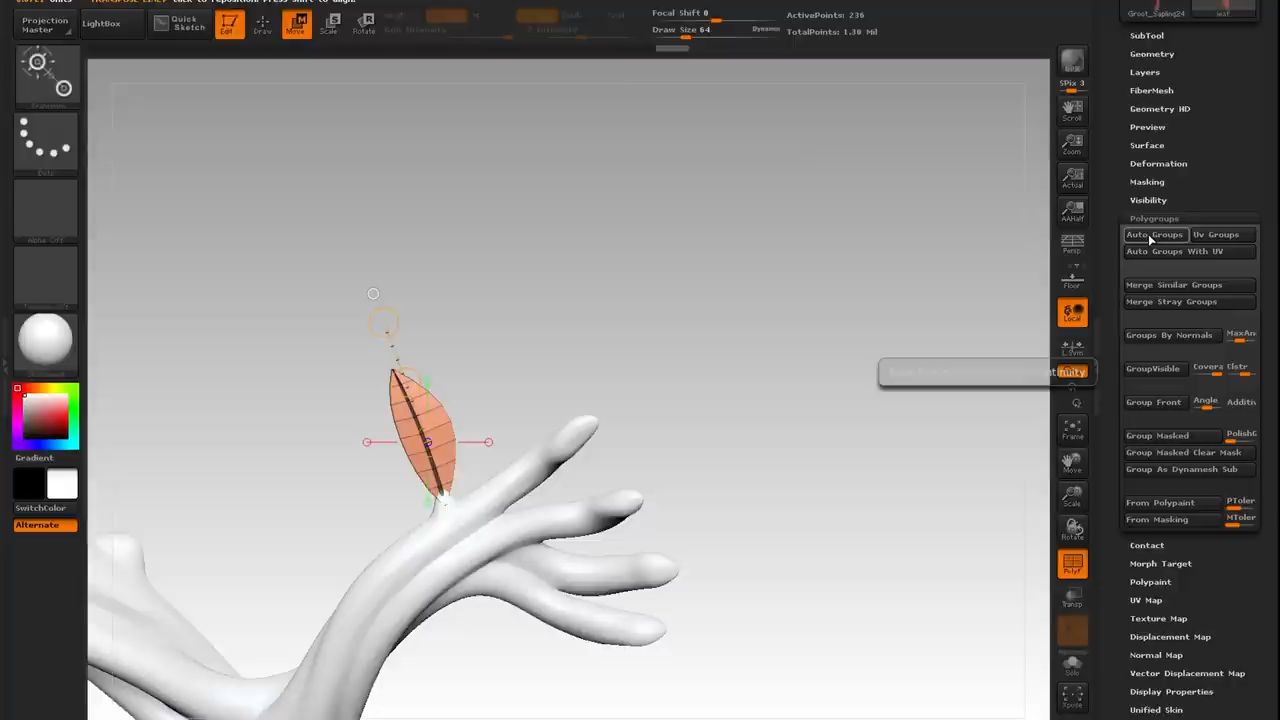 Projection
Master
LightBox
Quick
Sketch
Edit
Draw
Move
Scale
Rotate
Focal Shift 0
Draw Size 64
Dynamic
ActivePoints: 236
TotalPoints: 1.30 Mil
Groot_Sapling24
SubTool
Geometry
Layers
FiberMesh
Geometry HD
Preview
Surface
Deformation
Masking
Visibility
Polygroups
Auto Groups
Uv Groups
Auto Groups With UV
Merge Similar Groups
Merge Stray Groups
Groups By Normals
MaxAn
GroupVisible
Covera
Clstr
Group Front
Angle
Additi
Group Masked
PolishG
Group Masked Clear Mask
Group As Dynamesh Sub
From Polypaint
PToler
From Masking
MToler
Contact
Morph Target
Polypaint
UV Map
Texture Map
Displacement Map
Normal Map
Vector Displacement Map
Display Properties
Unified Skin
SPix 3
Scroll
Zoom
Actual
AAHalf
Persp
Floor
Local
L.Sym
Frame
Move
Scale
Rotate
PolyF
Transp
Solo
Xpose
Dots
Alpha Off
Gradient
SwitchColor
Alternate